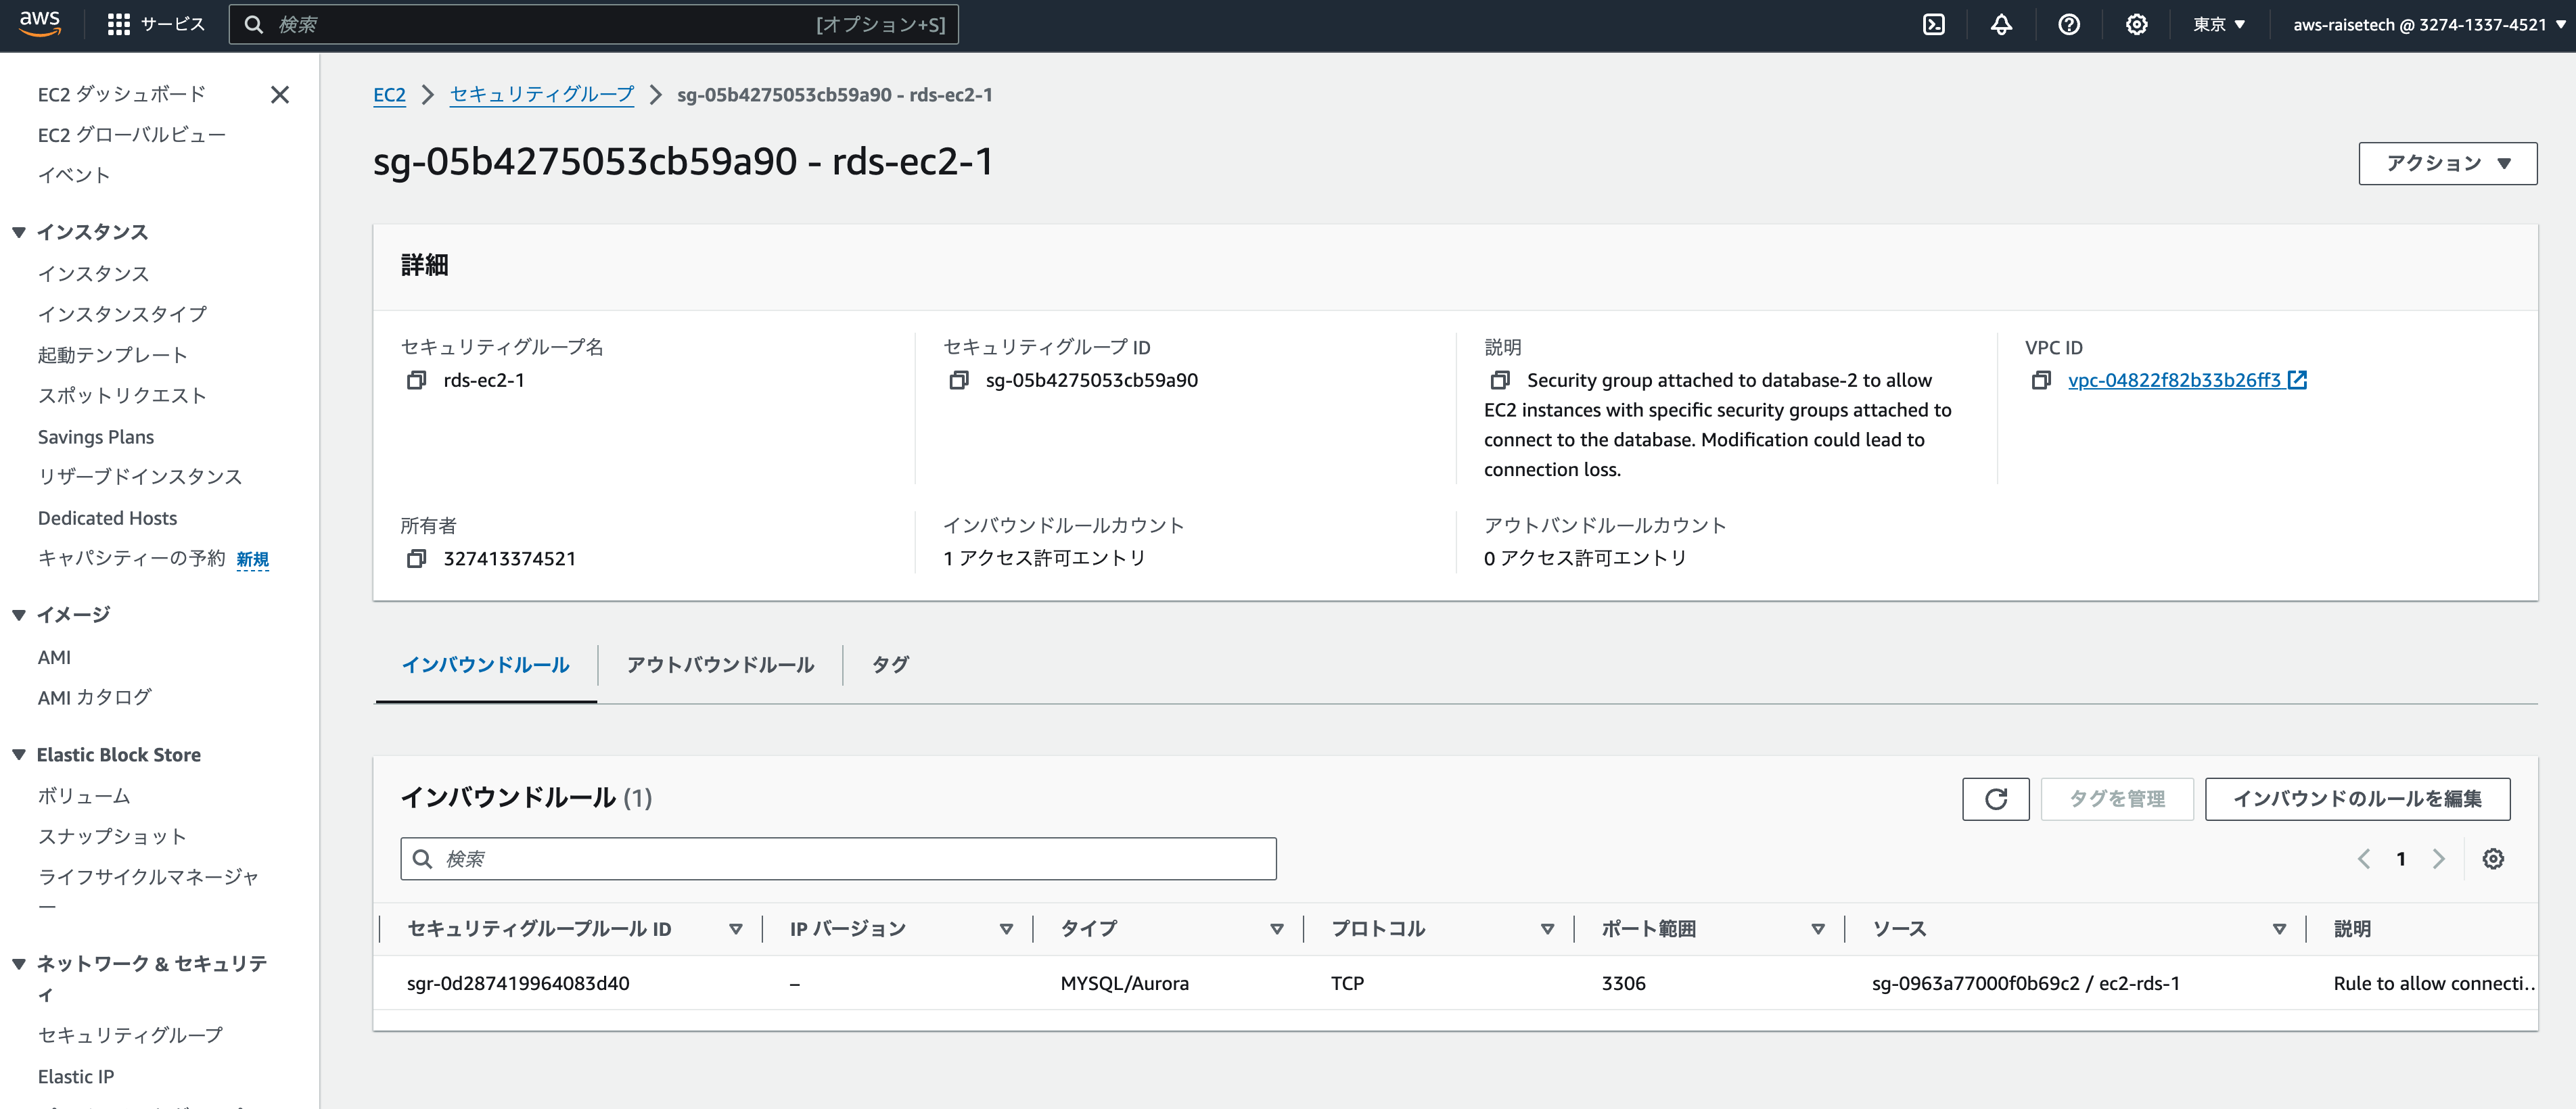 aws
サービス
検索
[オプション+S]
東京
aws-raisetech @ 3274-1337-4521
EC2 ダッシュボード
EC2 グローバルビュー
イベント
インスタンス
インスタンス
インスタンスタイプ
起動テンプレート
スポットリクエスト
Savings Plans
リザーブドインスタンス
Dedicated Hosts
キャパシティーの予約 新規
イメージ
AMI
AMI カタログ
Elastic Block Store
ボリューム
スナップショット
ライフサイクルマネージャ
ー
ネットワーク & セキュリテ
ィ
セキュリティグループ
Elastic IP
EC2
セキュリティグループ
sg-05b4275053cb59a90 - rds-ec2-1
sg-05b4275053cb59a90 - rds-ec2-1
アクション
詳細
セキュリティグループ名
rds-ec2-1
セキュリティグループ ID
sg-05b4275053cb59a90
説明
Security group attached to database-2 to allow
EC2 instances with specific security groups attached to
connect to the database. Modification could lead to
connection loss.
VPC ID
vpc-04822f82b33b26ff3
所有者
327413374521
インバウンドルールカウント
1 アクセス許可エントリ
アウトバンドルールカウント
0 アクセス許可エントリ
インバウンドルール
アウトバウンドルール
タグ
インバウンドルール (1)
タグを管理
インバウンドのルールを編集
検索
1
セキュリティグループルール ID
IP バージョン
タイプ
プロトコル
ポート範囲
ソース
説明
sgr-0d287419964083d40
–
MYSQL/Aurora
TCP
3306
sg-0963a77000f0b69c2 / ec2-rds-1
Rule to allow connecti…